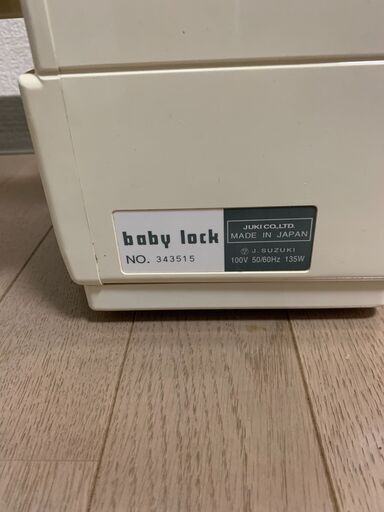 baby lock
NO. 343515
JUKI CO.,LTD.
MADE IN JAPAN
J. SUZUKI
100V 50/60Hz 135W